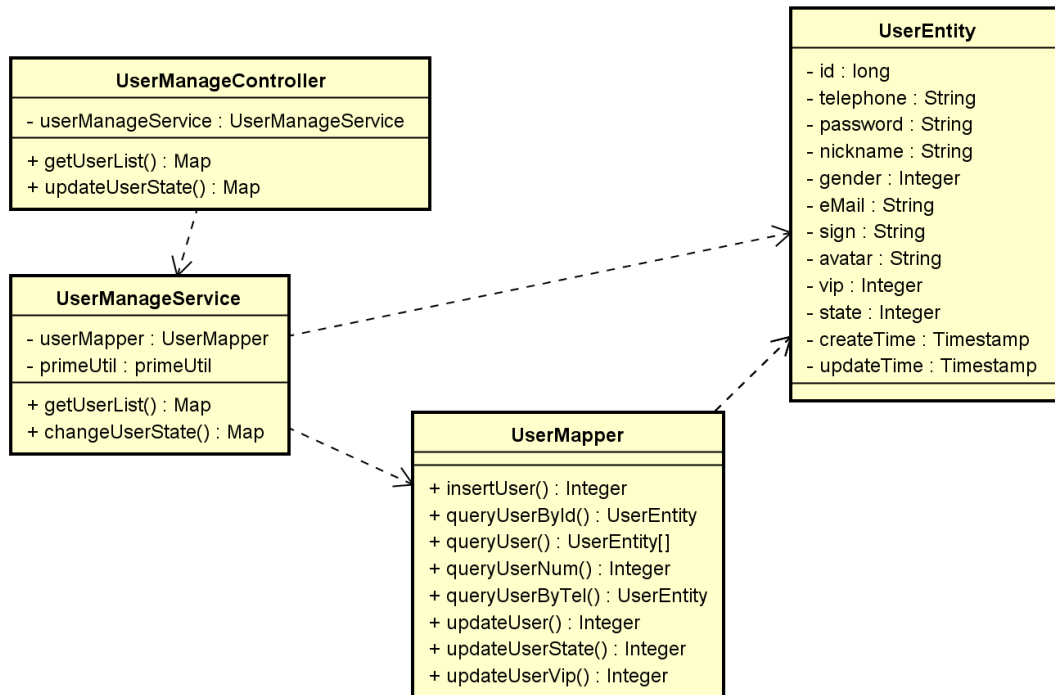 UserManageController
- userManageService : UserManageService
+ getUserList() : Map
+ updateUserState() : Map
UserManageService
- userMapper : UserMapper
- primeUtil : primeUtil
+ getUserList() : Map
+ changeUserState() : Map
UserMapper
+ insertUser() : Integer
+ queryUserById() : UserEntity
+ queryUser() : UserEntity[]
+ queryUserNum() : Integer
+ queryUserByTel() : UserEntity
+ updateUser() : Integer
+ updateUserState() : Integer
+ updateUserVip() : Integer
UserEntity
- id : long
- telephone : String
- password : String
- nickname : String
- gender : Integer
- eMail : String
- sign : String
- avatar : String
- vip : Integer
- state : Integer
- createTime : Timestamp
- updateTime : Timestamp